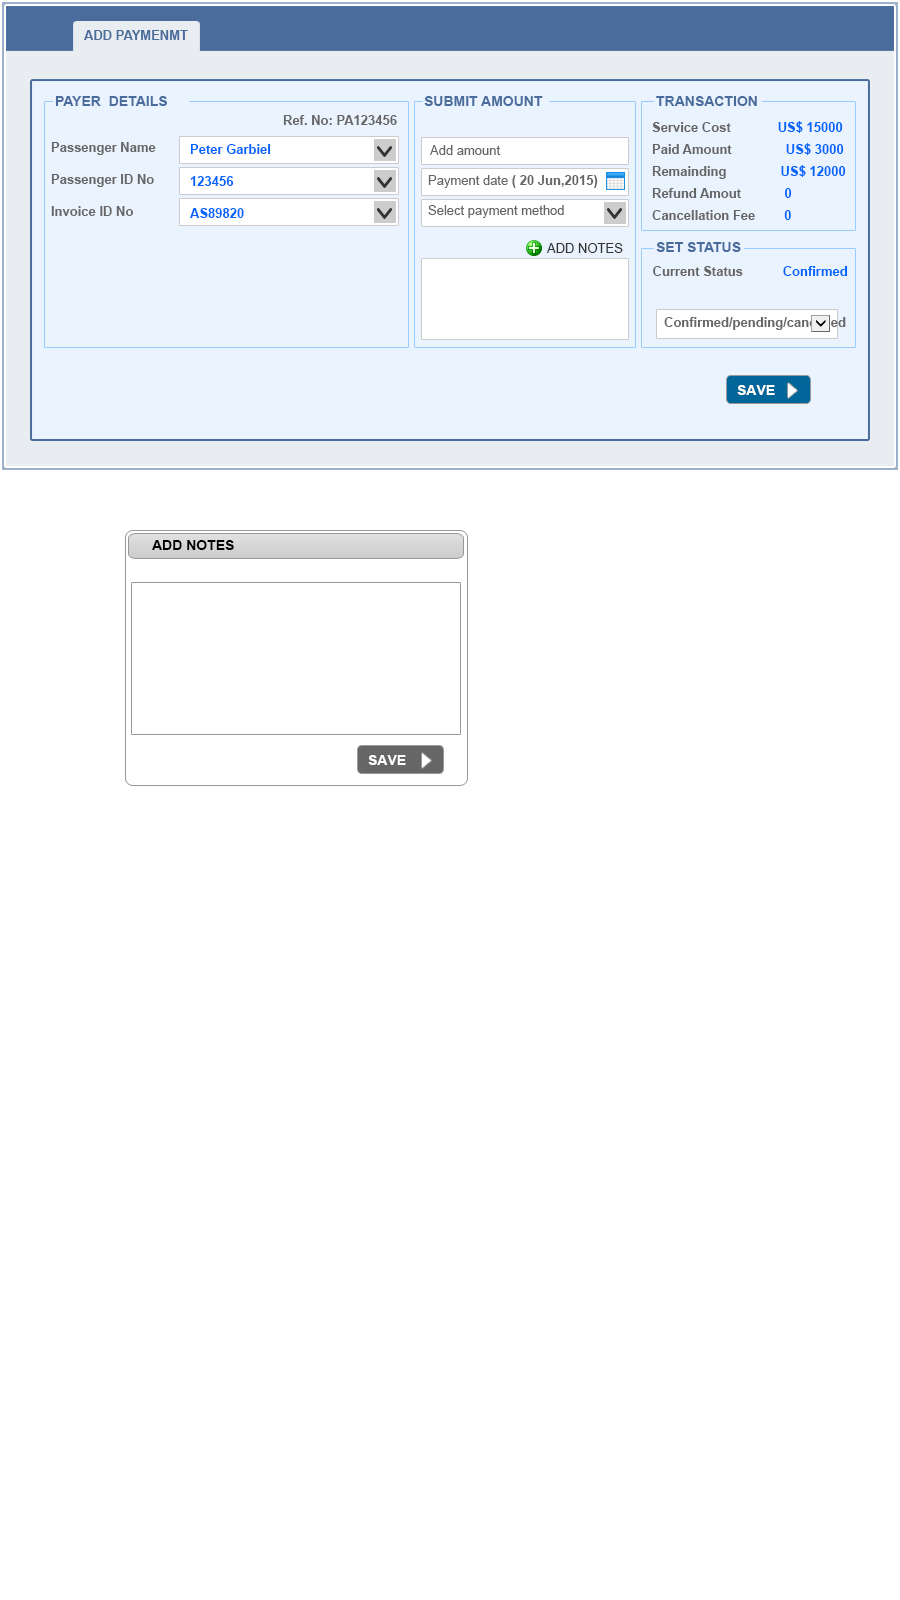 ADD PAYMENMT
PAYER DETAILS
Ref. No: PA123456
Passenger Name Peter Garbiel
Passenger ID No 123456
Invoice ID No AS89820
SUBMIT AMOUNT
Add amount
Payment date ( 20 Jun,2015)
Select payment method
ADD NOTES
TRANSACTION
Service Cost US$ 15000
Paid Amount US$ 3000
Remainding US$ 12000
Refund Amout 0
Cancellation Fee 0
SET STATUS
Current Status Confirmed
Confirmed/pending/
SAVE
ADD NOTES
SAVE